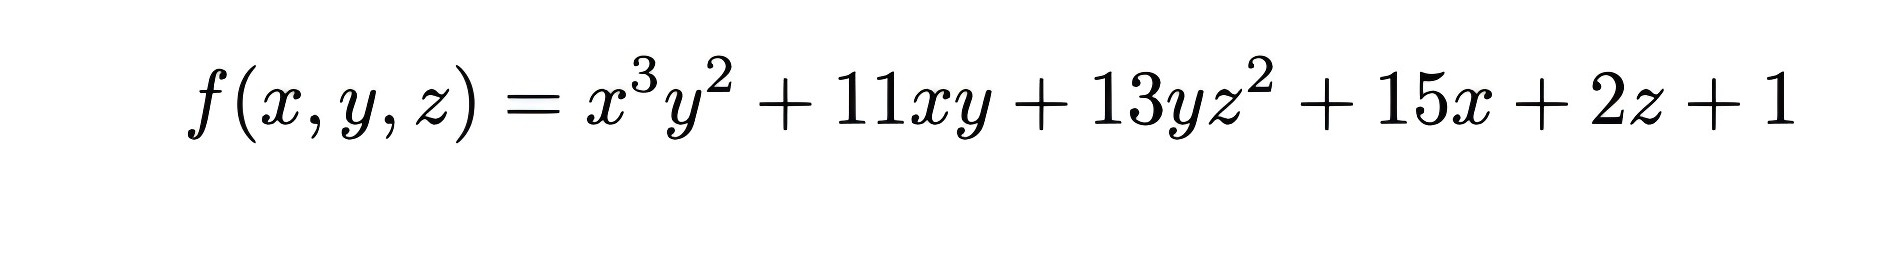 f(x, y, z) = x³y² + 11xy + 13yz² + 15x + 2z + 1